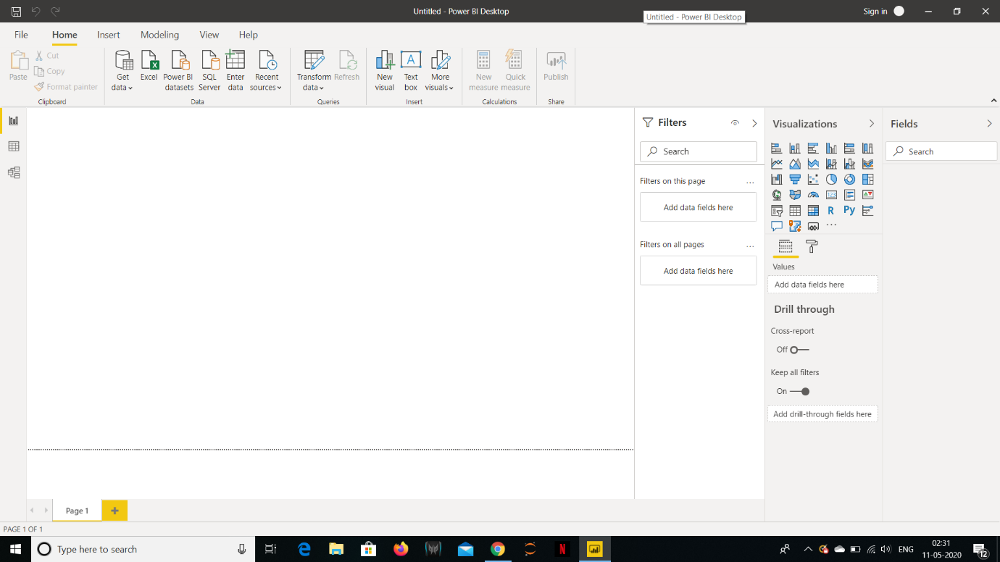 Untitled - Power BI Desktop
Untitled - Power BI Desktop
Sign in
File Home Insert Modeling View Help
Paste
Cut
Copy
Format painter
Clipboard
Get data
Excel
Power BI datasets
SQL Server
Enter data
Recent sources
Data
Transform data
Refresh
Queries
New visual
Text box
More visuals
Insert
New measure
Quick measure
Calculations
Publish
Share
Filters
Search
Filters on this page ...
Add data fields here
Filters on all pages ...
Add data fields here
Visualizations
123
R Py
...
Values
Add data fields here
Drill through
Cross-report
Off
Keep all filters
On
Add drill-through fields here
Fields
Search
Page 1 +
PAGE 1 OF 1
Type here to search
N
ENG
02:31
11-05-2020
12